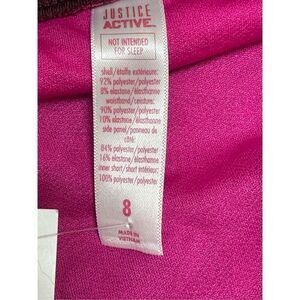 JUSTICE
ACTIVE
NOT INTENDED
FOR SLEEP
shell/étoffe extérieure:
92% polyester/polyester
8% elastane/élasthanne
waistband/ceinture:
90% polyester/polyester
10% elastane/élasthanne
side panel/panneau de
côté:
84% polyester/polyester
16% elastane/élasthanne
inner short/short intérieur:
100% polyester/polyester
8
MADE IN
VIETNAM